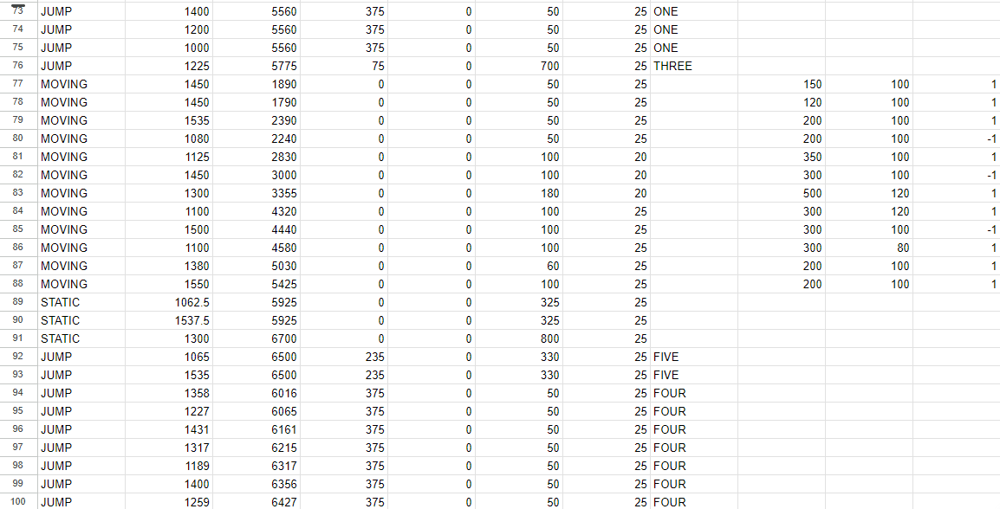 73 JUMP 1400 5560 375 0 50 25 ONE
74 JUMP 1200 5560 375 0 50 25 ONE
75 JUMP 1000 5560 375 0 50 25 ONE
76 JUMP 1225 5775 75 0 700 25 THREE
77 MOVING 1450 1890 0 0 50 25 150 100 1
78 MOVING 1450 1790 0 0 50 25 120 100 1
79 MOVING 1535 2390 0 0 50 25 200 100 1
80 MOVING 1080 2240 0 0 50 25 200 100 -1
81 MOVING 1125 2830 0 0 100 20 350 100 1
82 MOVING 1450 3000 0 0 100 20 300 100 -1
83 MOVING 1300 3355 0 0 180 20 500 120 1
84 MOVING 1100 4320 0 0 100 25 300 120 1
85 MOVING 1500 4440 0 0 100 25 300 100 -1
86 MOVING 1100 4580 0 0 100 25 300 80 1
87 MOVING 1380 5030 0 0 60 25 200 100 1
88 MOVING 1550 5425 0 0 100 25 200 100 1
89 STATIC 1062.5 5925 0 0 325 25
90 STATIC 1537.5 5925 0 0 325 25
91 STATIC 1300 6700 0 0 800 25
92 JUMP 1065 6500 235 0 330 25 FIVE
93 JUMP 1535 6500 235 0 330 25 FIVE
94 JUMP 1358 6016 375 0 50 25 FOUR
95 JUMP 1227 6065 375 0 50 25 FOUR
96 JUMP 1431 6161 375 0 50 25 FOUR
97 JUMP 1317 6215 375 0 50 25 FOUR
98 JUMP 1189 6317 375 0 50 25 FOUR
99 JUMP 1400 6356 375 0 50 25 FOUR
100 JUMP 1259 6427 375 0 50 25 FOUR